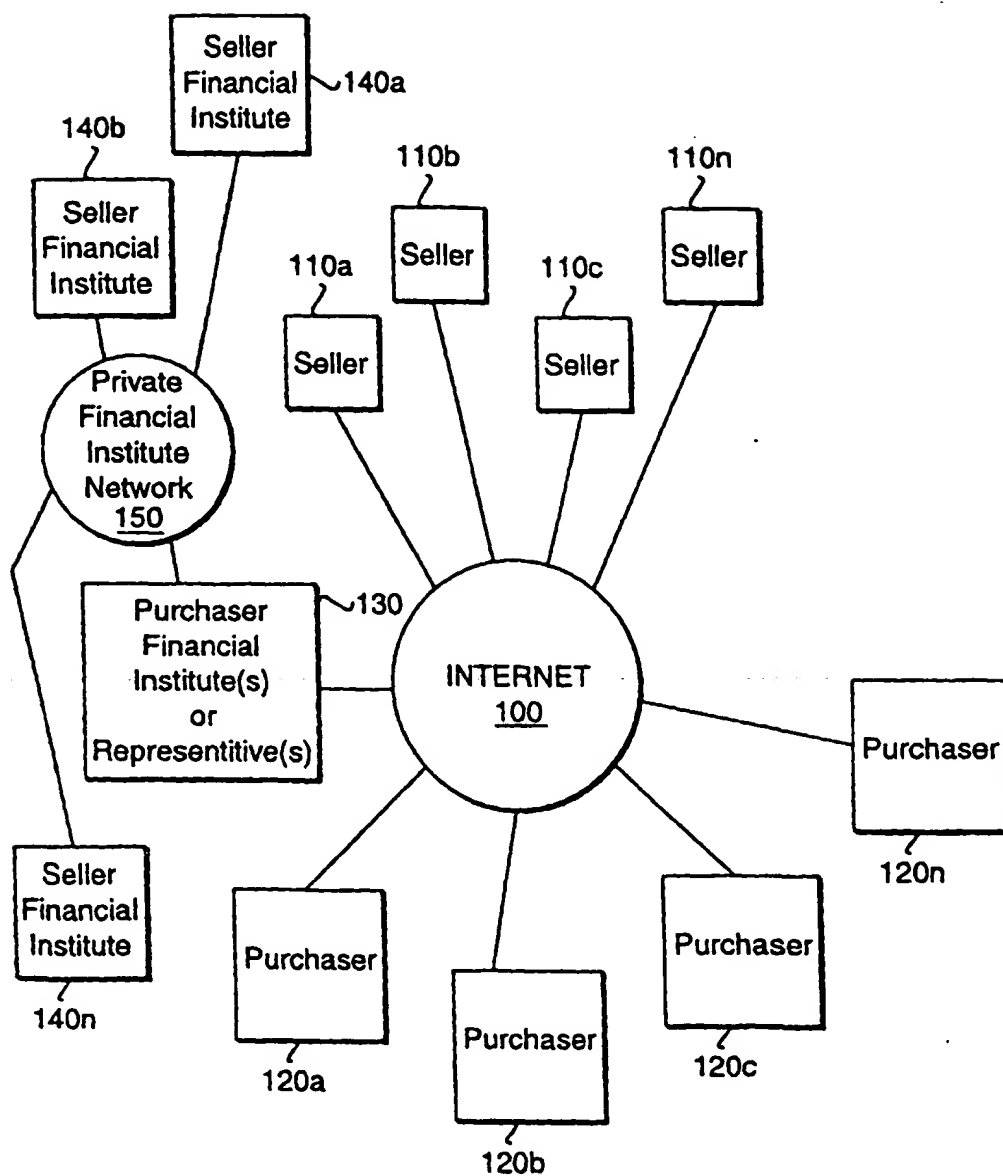 Seller
Financial
Institute
140a
140b
Seller
Financial
Institute
110b
Seller
110n
Seller
110a
Seller
110c
Seller
Private
Financial
Institute
Network
150
130
Purchaser
Financial
Institute(s)
or
Representitive(s)
INTERNET
100
Purchaser
120n
Seller
Financial
Institute
140n
Purchaser
120a
Purchaser
120b
Purchaser
120c